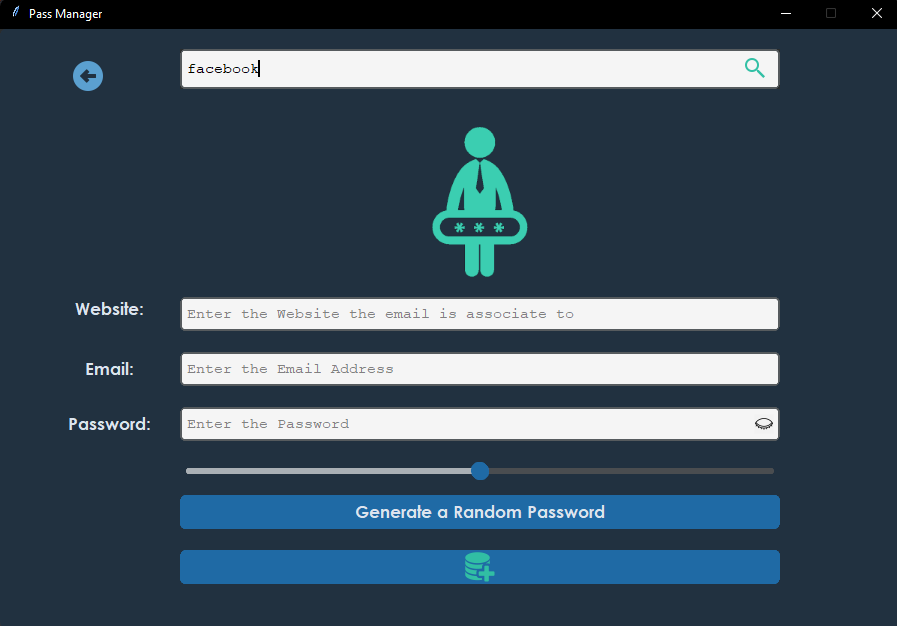 Pass Manager
facebook
* * *
Website:
Enter the Website the email is associate to
Email:
Enter the Email Address
Password:
Enter the Password
Generate a Random Password